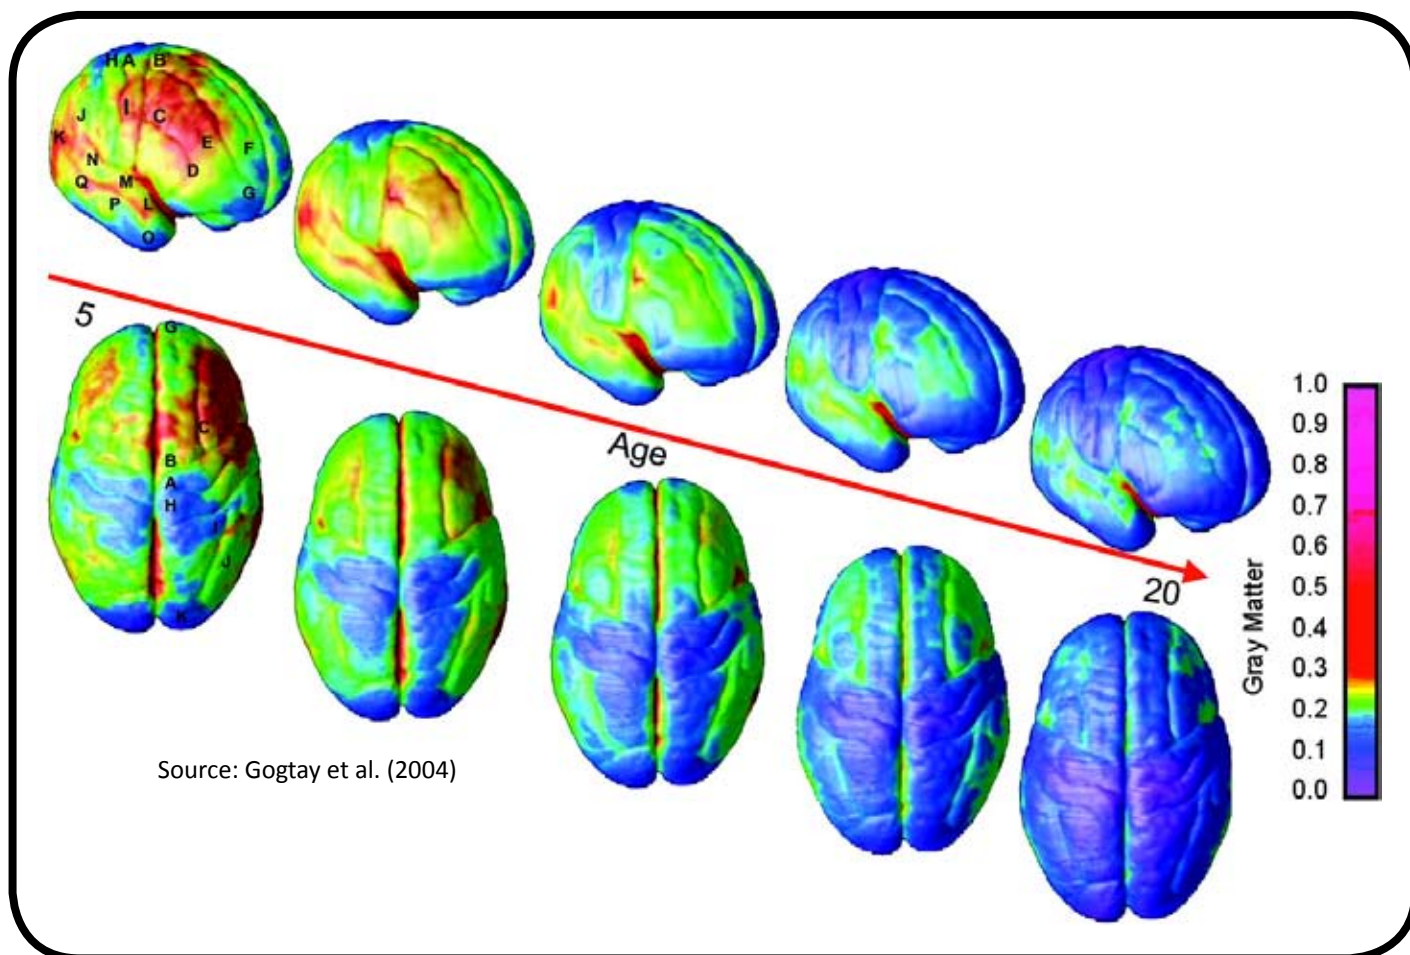 H A B
I C
J
K E F
N D
Q M G
P L
O
5
G
C
B
A
H
I
J
K
Age
20
Source: Gogtay et al. (2004)
Gray Matter
1.0
0.9
0.8
0.7
0.6
0.5
0.4
0.3
0.2
0.1
0.0